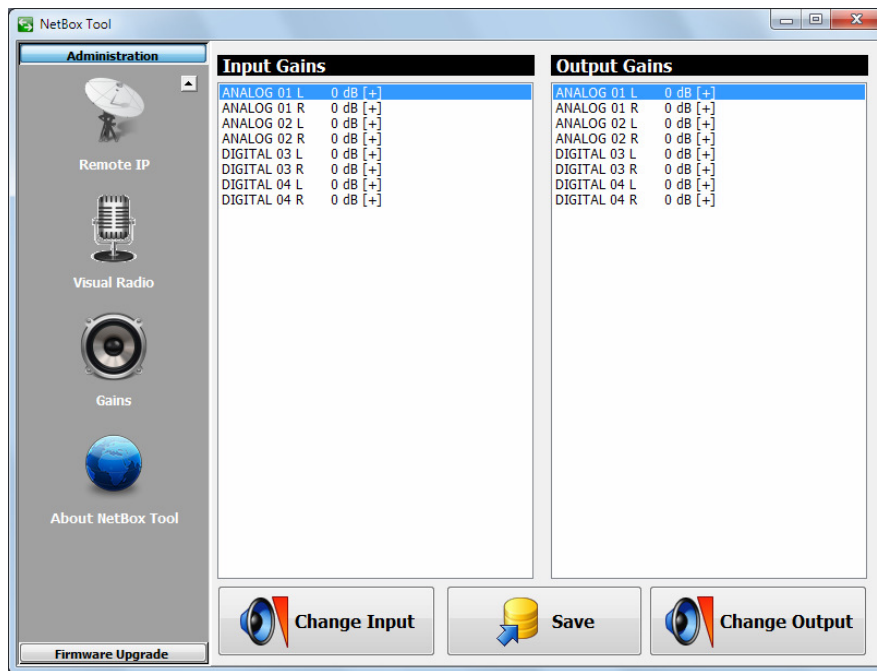 NetBox Tool
Administration
Remote IP
Visual Radio
Gains
About NetBox Tool
Firmware Upgrade
Input Gains
ANALOG 01 L 0 dB [+]
ANALOG 01 R 0 dB [+]
ANALOG 02 L 0 dB [+]
ANALOG 02 R 0 dB [+]
DIGITAL 03 L 0 dB [+]
DIGITAL 03 R 0 dB [+]
DIGITAL 04 L 0 dB [+]
DIGITAL 04 R 0 dB [+]
Output Gains
ANALOG 01 L 0 dB [+]
ANALOG 01 R 0 dB [+]
ANALOG 02 L 0 dB [+]
ANALOG 02 R 0 dB [+]
DIGITAL 03 L 0 dB [+]
DIGITAL 03 R 0 dB [+]
DIGITAL 04 L 0 dB [+]
DIGITAL 04 R 0 dB [+]
Change Input
Save
Change Output